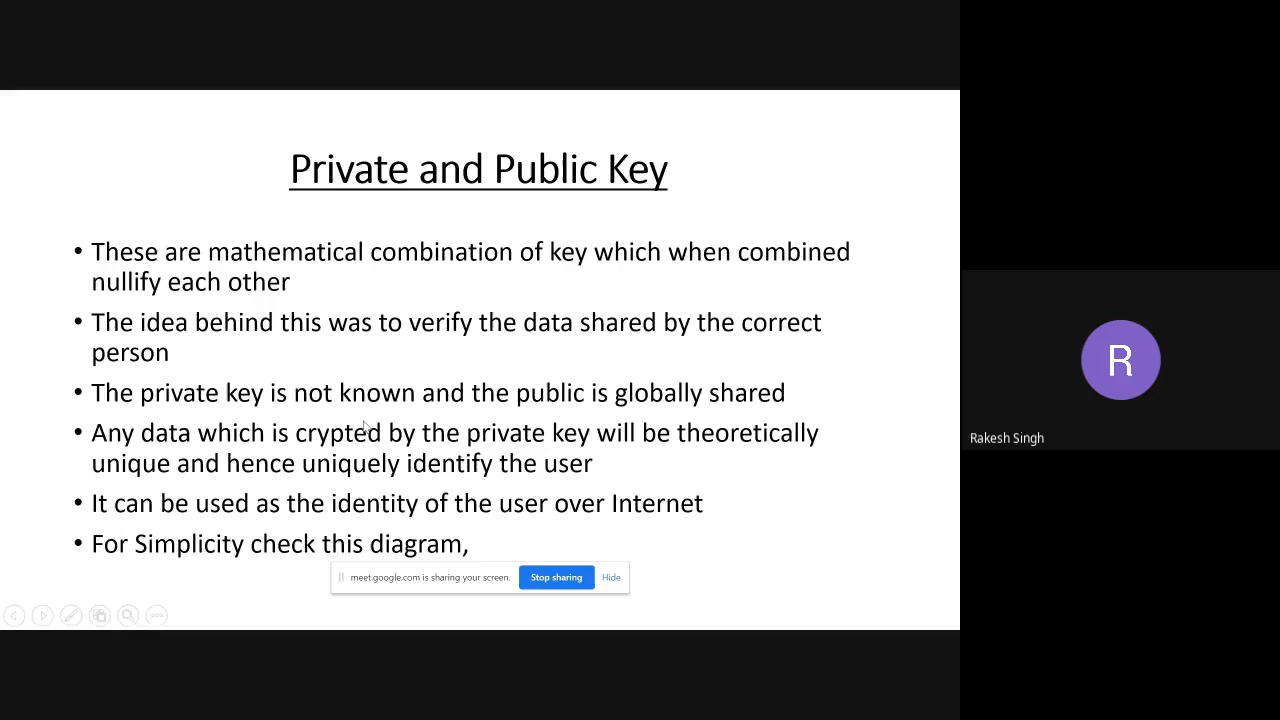 Private and Public Key
• These are mathematical combination of key which when combined
nullify each other
• The idea behind this was to verify the data shared by the correct
person
• The private key is not known and the public is globally shared
• Any data which is crypted by the private key will be theoretically
unique and hence uniquely identify the user
• It can be used as the identity of the user over Internet
• For Simplicity check this diagram,
meet.google.com is sharing your screen. Stop sharing Hide
R
Rakesh Singh